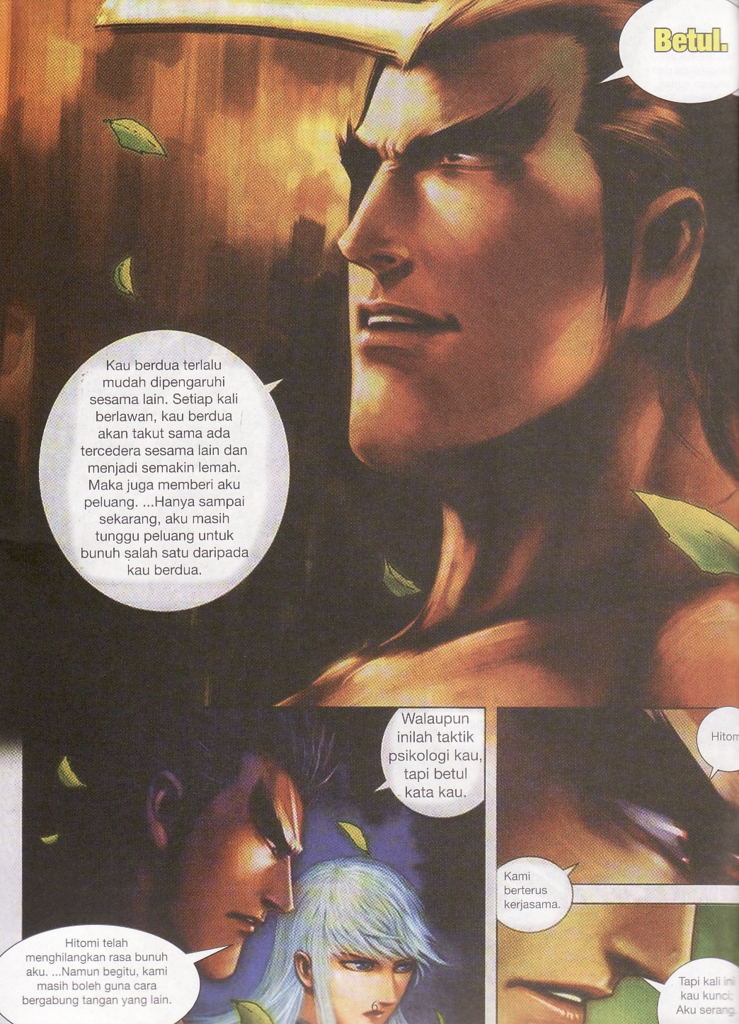 Betul.
Kau berdua terlalu
mudah dipengaruhi
sesama lain. Setiap kali
berlawan, kau berdua
akan takut sama ada
tercedera sesama lain dan
menjadi semakin lemah.
Maka juga memberi aku
peluang. ...Hanya sampai
sekarang, aku masih
tunggu peluang untuk
bunuh salah satu daripada
kau berdua.
Walaupun
inilah taktik
psikologi kau,
tapi betul
kata kau.
Hitomi telah
menghilangkan rasa bunuh
aku. ...Namun begitu, kami
masih boleh guna cara
bergabung tangan yang lain.
Kami
berterus
kerjasama.
Tapi kali ini
kau kunci;